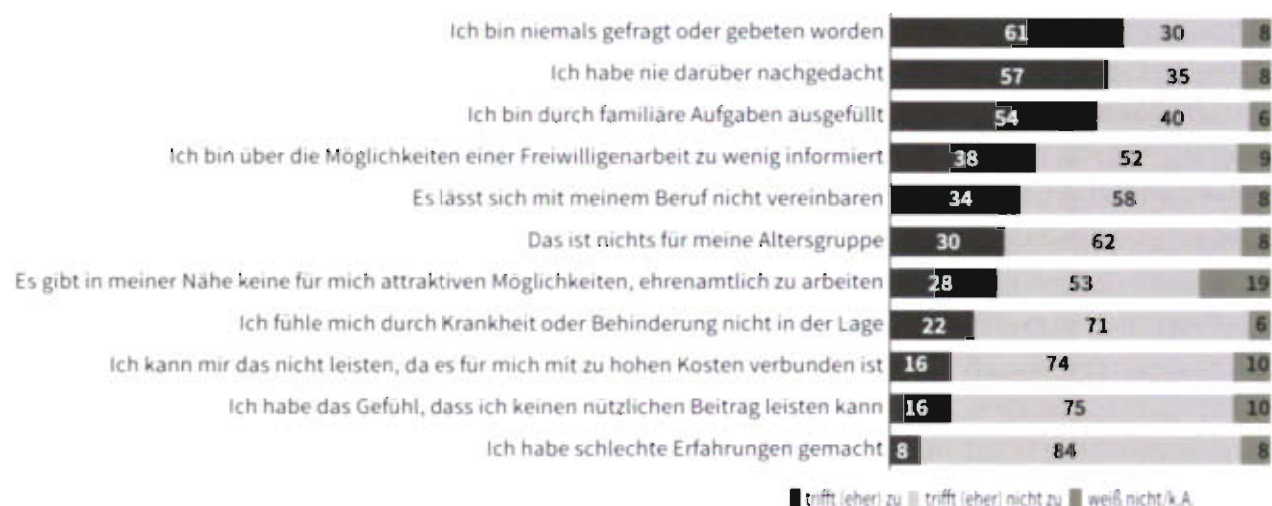 Ich bin niemals gefragt oder gebeten worden 61 30 8
Ich habe nie darüber nachgedacht 57 35 8
Ich bin durch familiäre Aufgaben ausgefüllt 54 40 6
Ich bin über die Möglichkeiten einer Freiwilligenarbeit zu wenig informiert 38 52 9
Es lässt sich mit meinem Beruf nicht vereinbaren 34 58 8
Das ist nichts für meine Altersgruppe 30 62 8
Es gibt in meiner Nähe keine für mich attraktiven Möglichkeiten, ehrenamtlich zu arbeiten 28 53 19
Ich fühle mich durch Krankheit oder Behinderung nicht in der Lage 22 71 6
Ich kann mir das nicht leisten, da es für mich mit zu hohen Kosten verbunden ist 16 74 10
Ich habe das Gefühl, dass ich keinen nützlichen Beitrag leisten kann 16 75 10
Ich habe schlechte Erfahrungen gemacht 8 84 8
trifft (eher) zu trifft (eher) nicht zu weiß nicht/k.A.